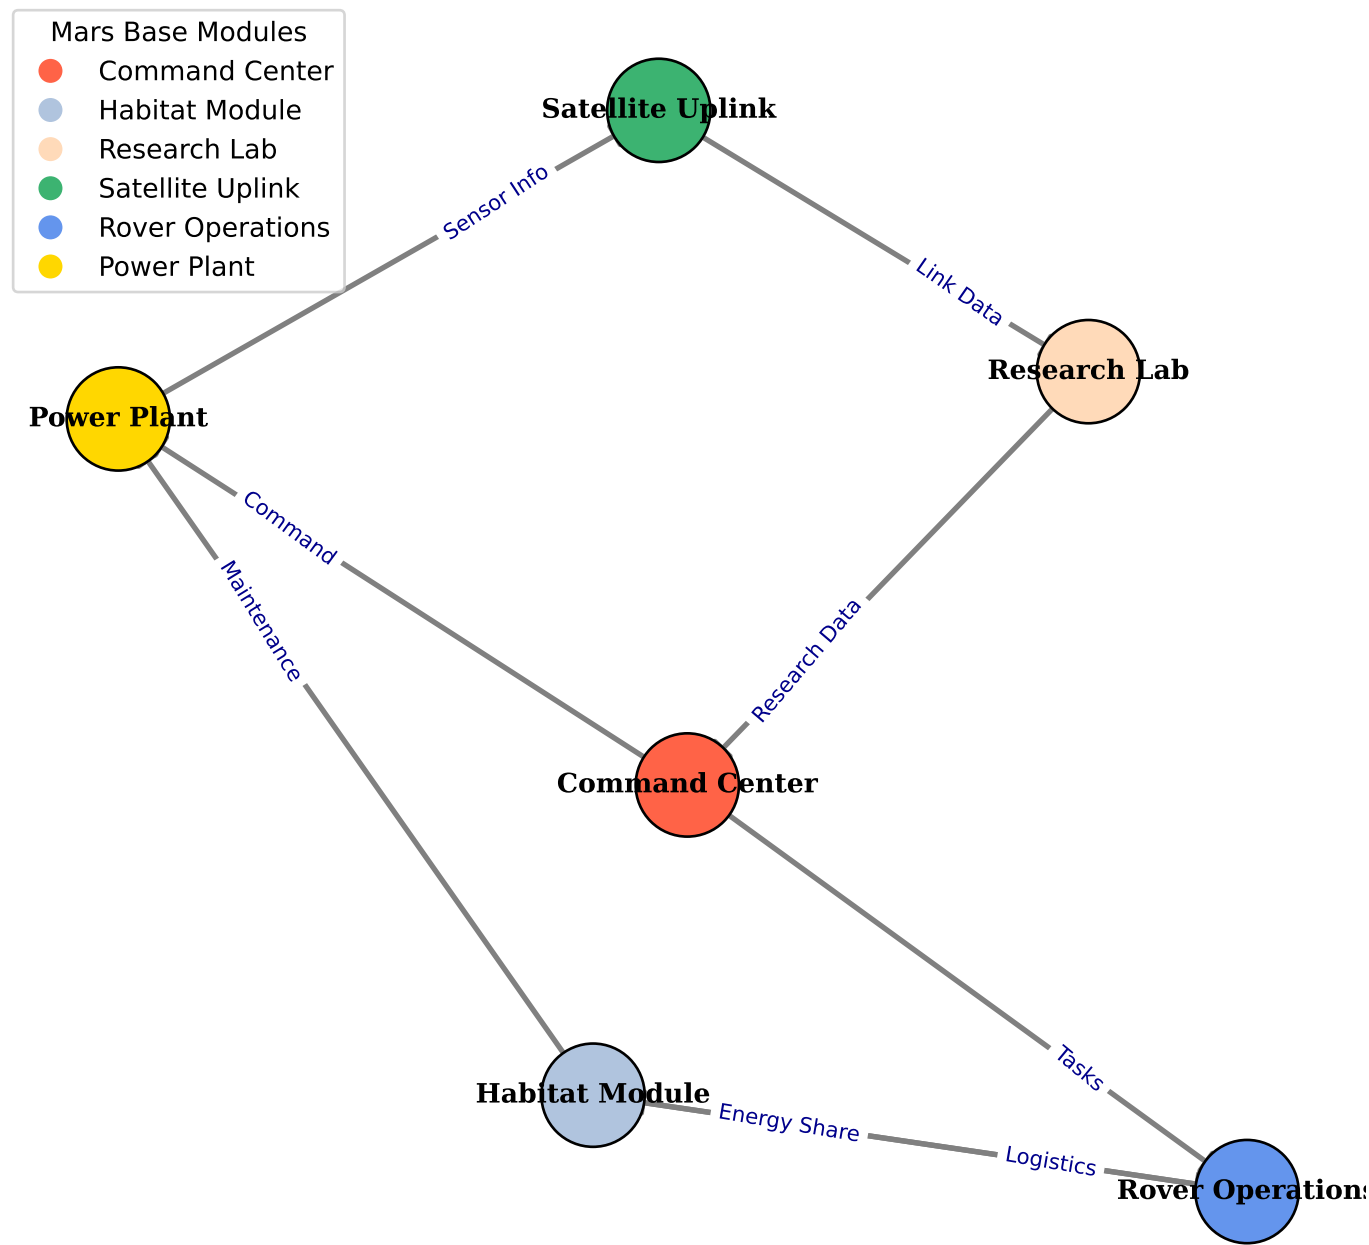 Mars Base Modules
Command Center
Habitat Module
Research Lab
Satellite Uplink
Rover Operations
Power Plant
Satellite Uplink
Sensor Info
Link Data
Research Lab
Power Plant
Command
Maintenance
Research Data
Command Center
Tasks
Habitat Module
Energy Share
Logistics
Rover Operations